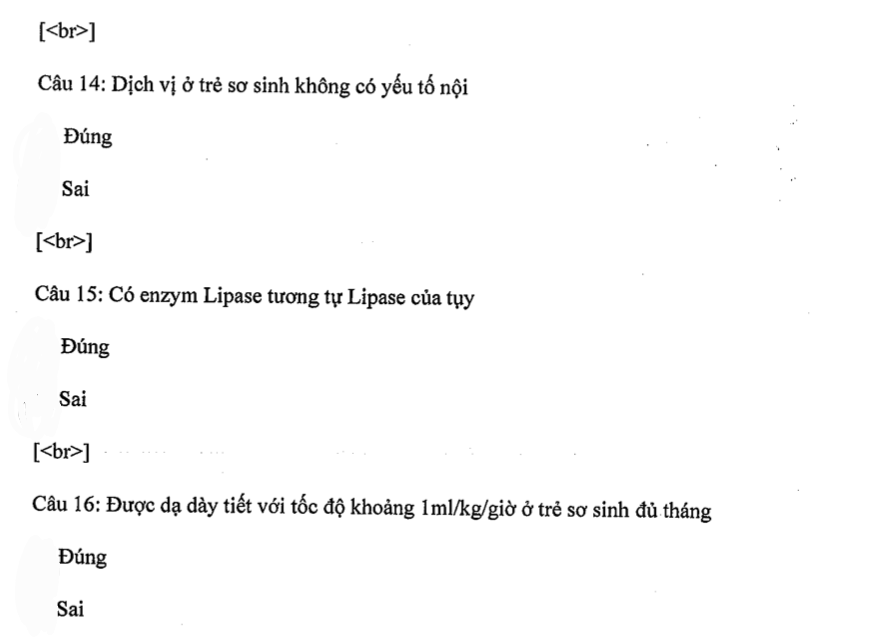 [<br>]
Câu 14: Dịch vị ở trẻ sơ sinh không có yếu tố nội
Đúng
Sai
[<br>]
Câu 15: Có enzym Lipase tương tự Lipase của tụy
Đúng
Sai
[<br>]
Câu 16: Được dạ dày tiết với tốc độ khoảng 1ml/kg/giờ ở trẻ sơ sinh đủ tháng
Đúng
Sai